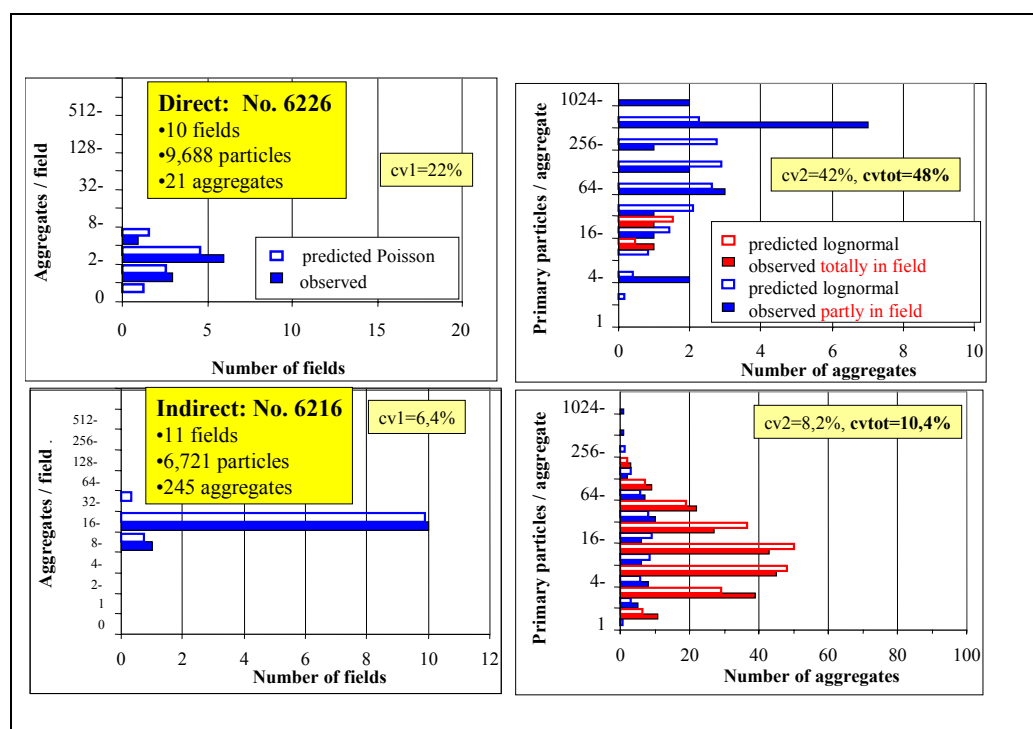 Direct: No. 6226
•10 fields
•9,688 particles
•21 aggregates
cv1=22%
Aggregates / field
512-
128-
32-
8-
2-
0
predicted Poisson
observed
0 5 10 15 20
Number of fields
cv2=42%, cvtot=48%
Primary particles / aggregate
1024-
256-
64-
16-
4-
1
predicted lognormal
observed totally in field
predicted lognormal
observed partly in field
0 2 4 6 8 10
Number of aggregates
Indirect: No. 6216
•11 fields
•6,721 particles
•245 aggregates
cv1=6,4%
Aggregates / field .
512-
256-
128-
64-
32-
16-
8-
4-
2-
1
0
0 2 4 6 8 10 12
Number of fields
cv2=8,2%, cvtot=10,4%
Primary particles / aggregate
1024-
256-
64-
16-
4-
1
0 20 40 60 80 100
Number of aggregates